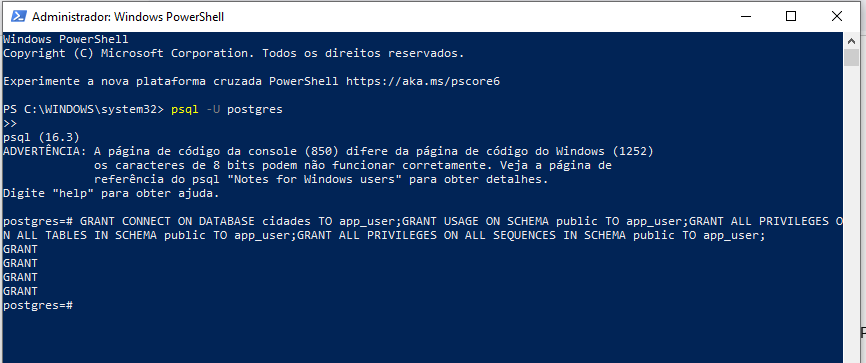 Administrador: Windows PowerShell
Windows PowerShell
Copyright (C) Microsoft Corporation. Todos os direitos reservados.
Experimente a nova plataforma cruzada PowerShell https://aka.ms/pscore6
PS C:\WINDOWS\system32> psql -U postgres
>>
psql (16.3)
ADVERTÊNCIA: A página de código da console (850) difere da página de código do Windows (1252)
os caracteres de 8 bits podem não funcionar corretamente. Veja a página de
referência do psql "Notes for Windows users" para obter detalhes.
Digite "help" para obter ajuda.
postgres=# GRANT CONNECT ON DATABASE cidades TO app_user;GRANT USAGE ON SCHEMA public TO app_user;GRANT ALL PRIVILEGES O
N ALL TABLES IN SCHEMA public TO app_user;GRANT ALL PRIVILEGES ON ALL SEQUENCES IN SCHEMA public TO app_user;
GRANT
GRANT
GRANT
GRANT
postgres=#